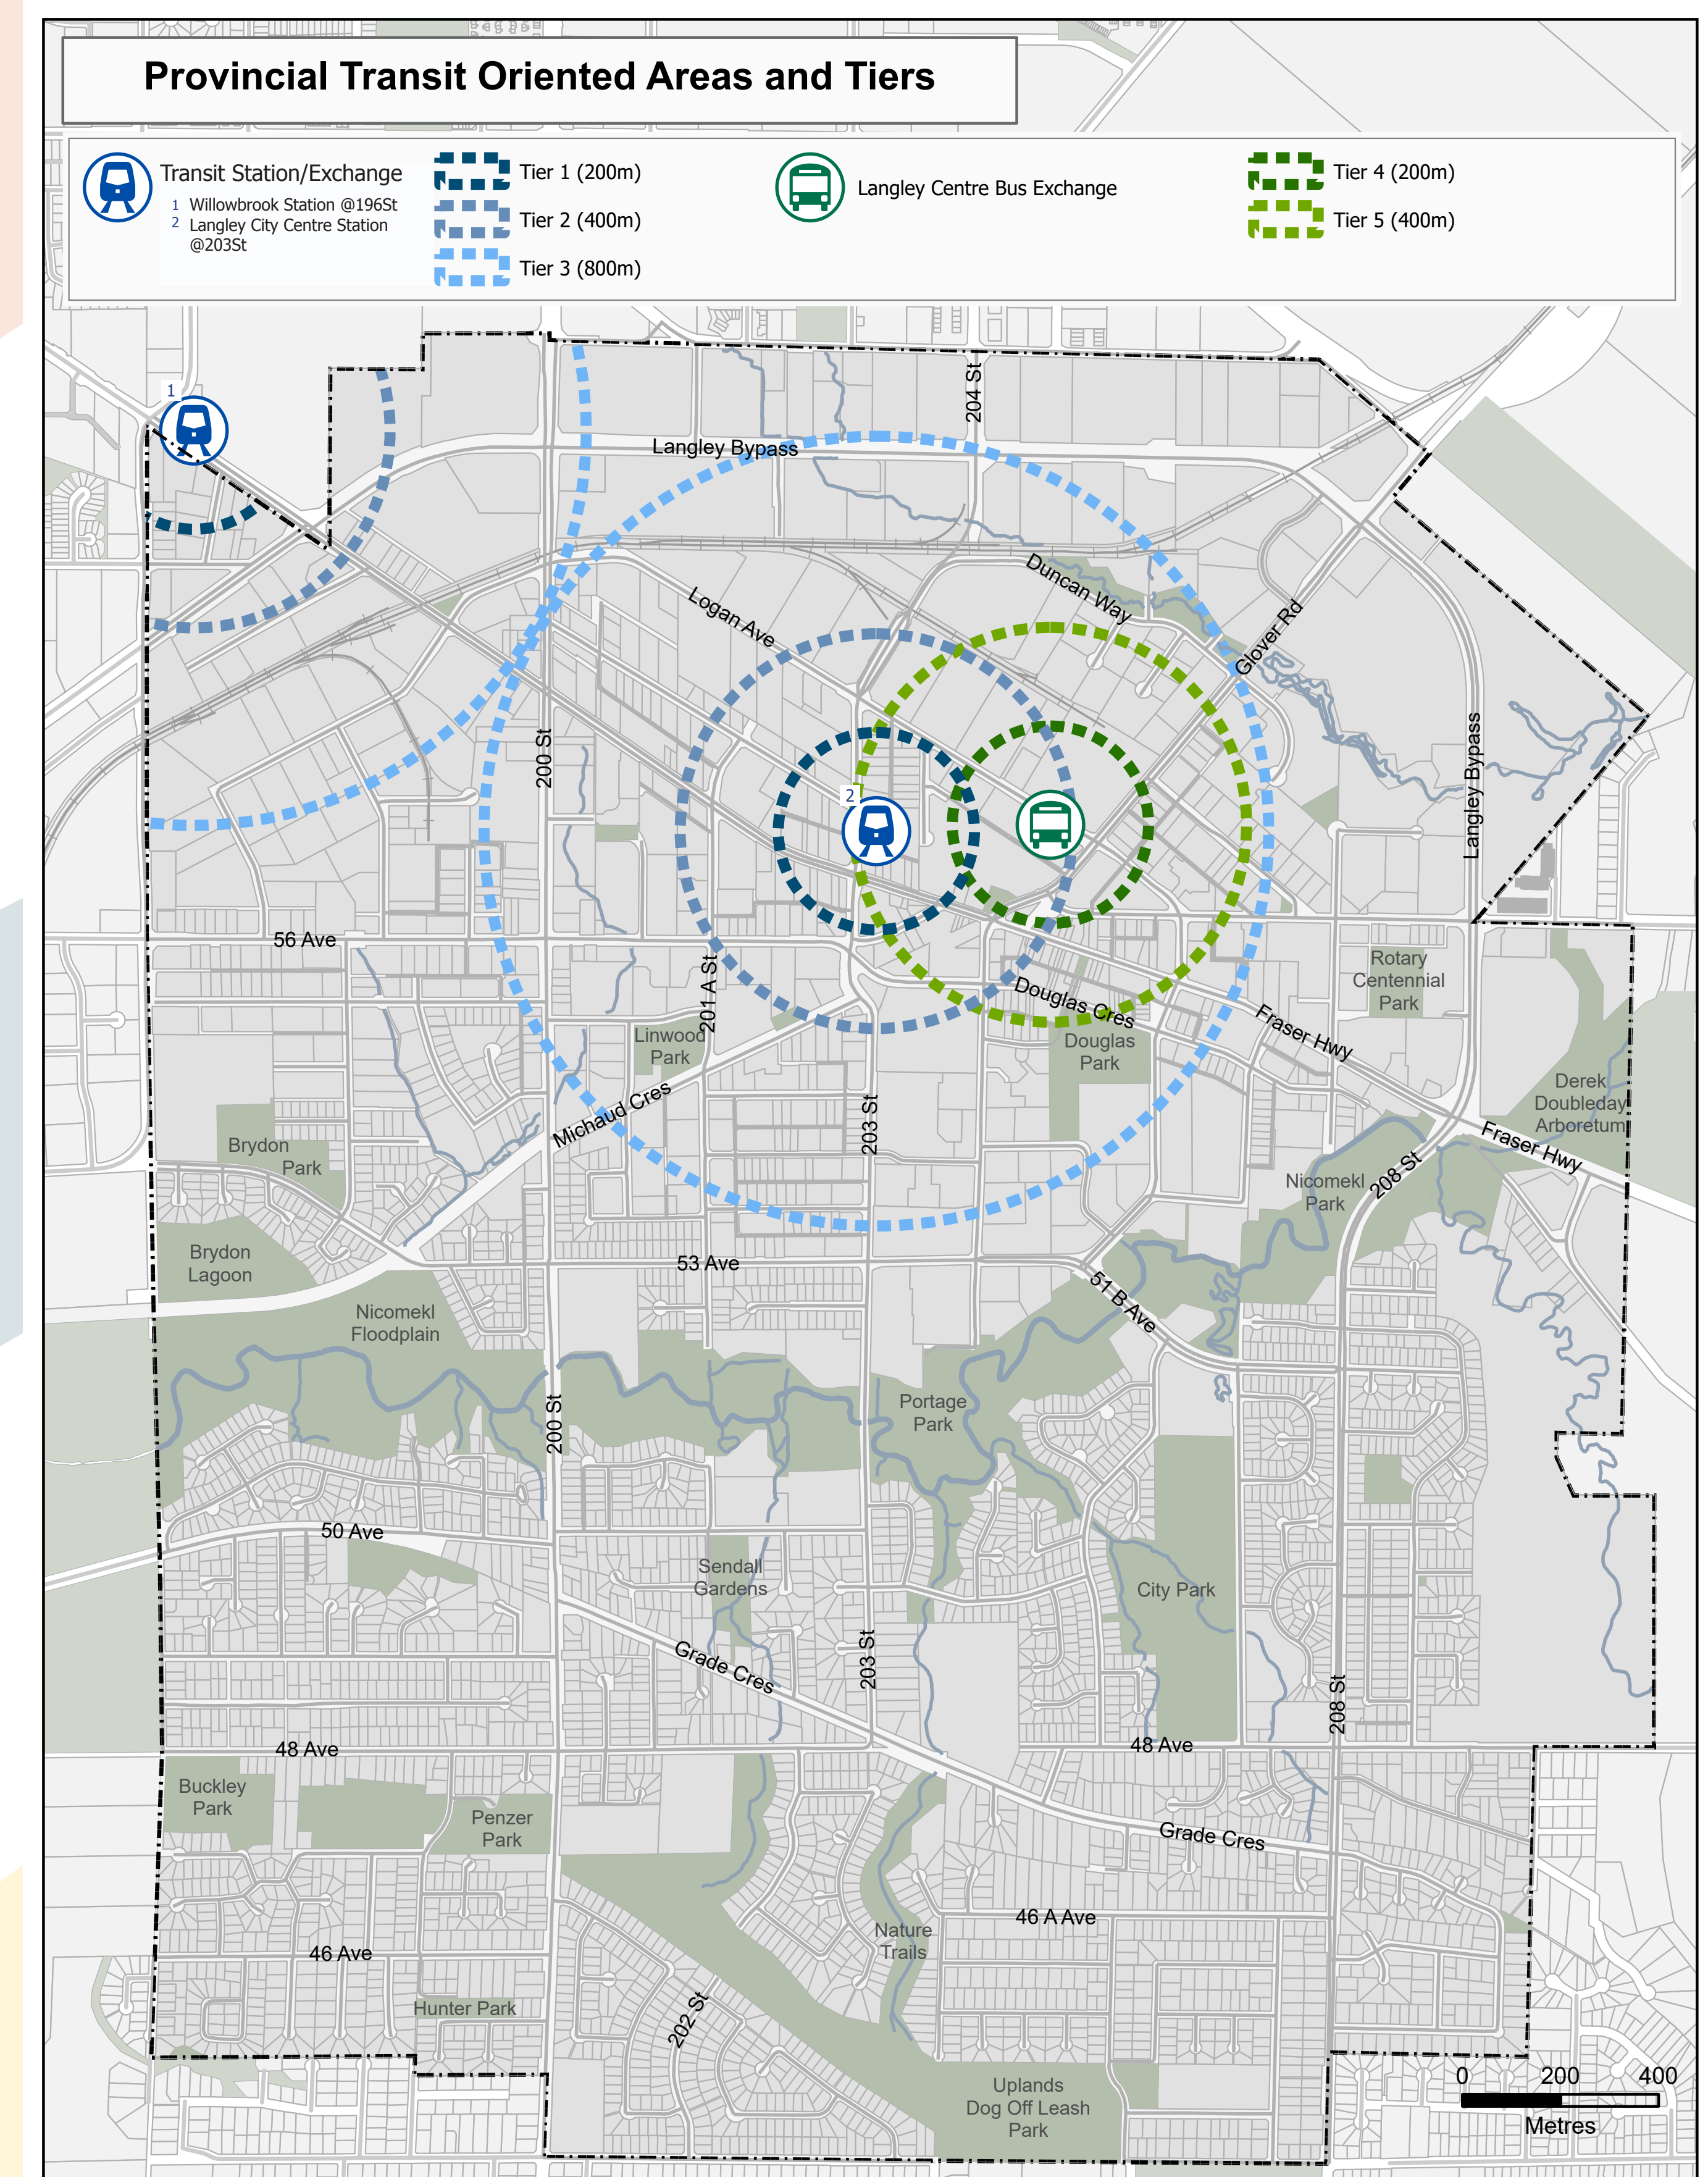 Provincial Transit Oriented Areas and Tiers
Transit Station/Exchange
1 Willowbrook Station @196St
2 Langley City Centre Station
@203St
Tier 1 (200m)
Tier 2 (400m)
Tier 3 (800m)
Langley Centre Bus Exchange
Tier 4 (200m)
Tier 5 (400m)
1
204 St
Langley Bypass
Duncan Way
Logan Ave
Glover Rd
200 St
Langley Bypass
2
56 Ave
201 A St
Rotary
Centennial
Park
Douglas Cres
Fraser Hwy
Linwood
Park
Douglas
Park
Derek
Doubleday
Arboretum
Michaud Cres
203 St
Fraser Hwy
Brydon
Park
208 St
Nicomekl
Park
Brydon
Lagoon
53 Ave
51 B Ave
Nicomekl
Floodplain
200 St
Portage
Park
50 Ave
Sendall
Gardens
City Park
Grade Cres
203 St
208 St
48 Ave
48 Ave
Buckley
Park
Penzer
Park
Grade Cres
46 A Ave
Nature
Trails
46 Ave
Hunter Park
202 St
Uplands
Dog Off Leash
Park
0 200 400
Metres